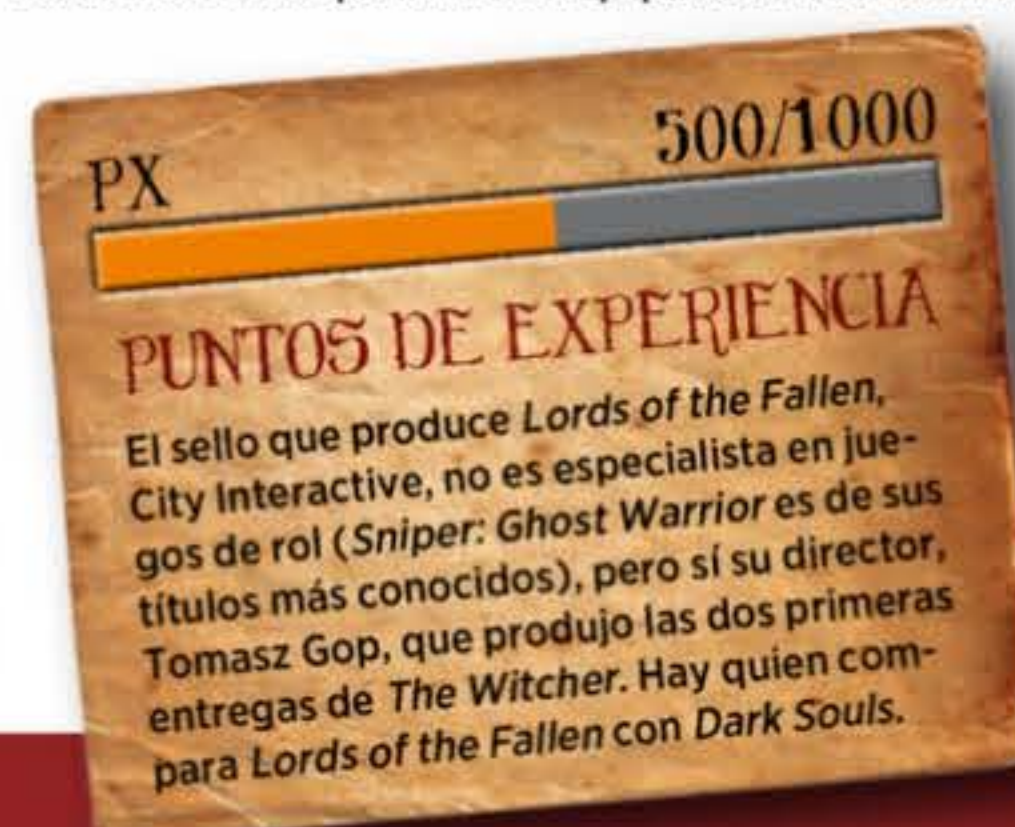 PX 500/1000
PUNTOS DE EXPERIENCIA
El sello que produce Lords of the Fallen,
City Interactive, no es especialista en jue-
gos de rol (Sniper: Ghost Warrior es de sus
títulos más conocidos), pero sí su director,
Tomasz Gop, que produjo las dos primeras
entregas de The Witcher. Hay quien com-
para Lords of the Fallen con Dark Souls.